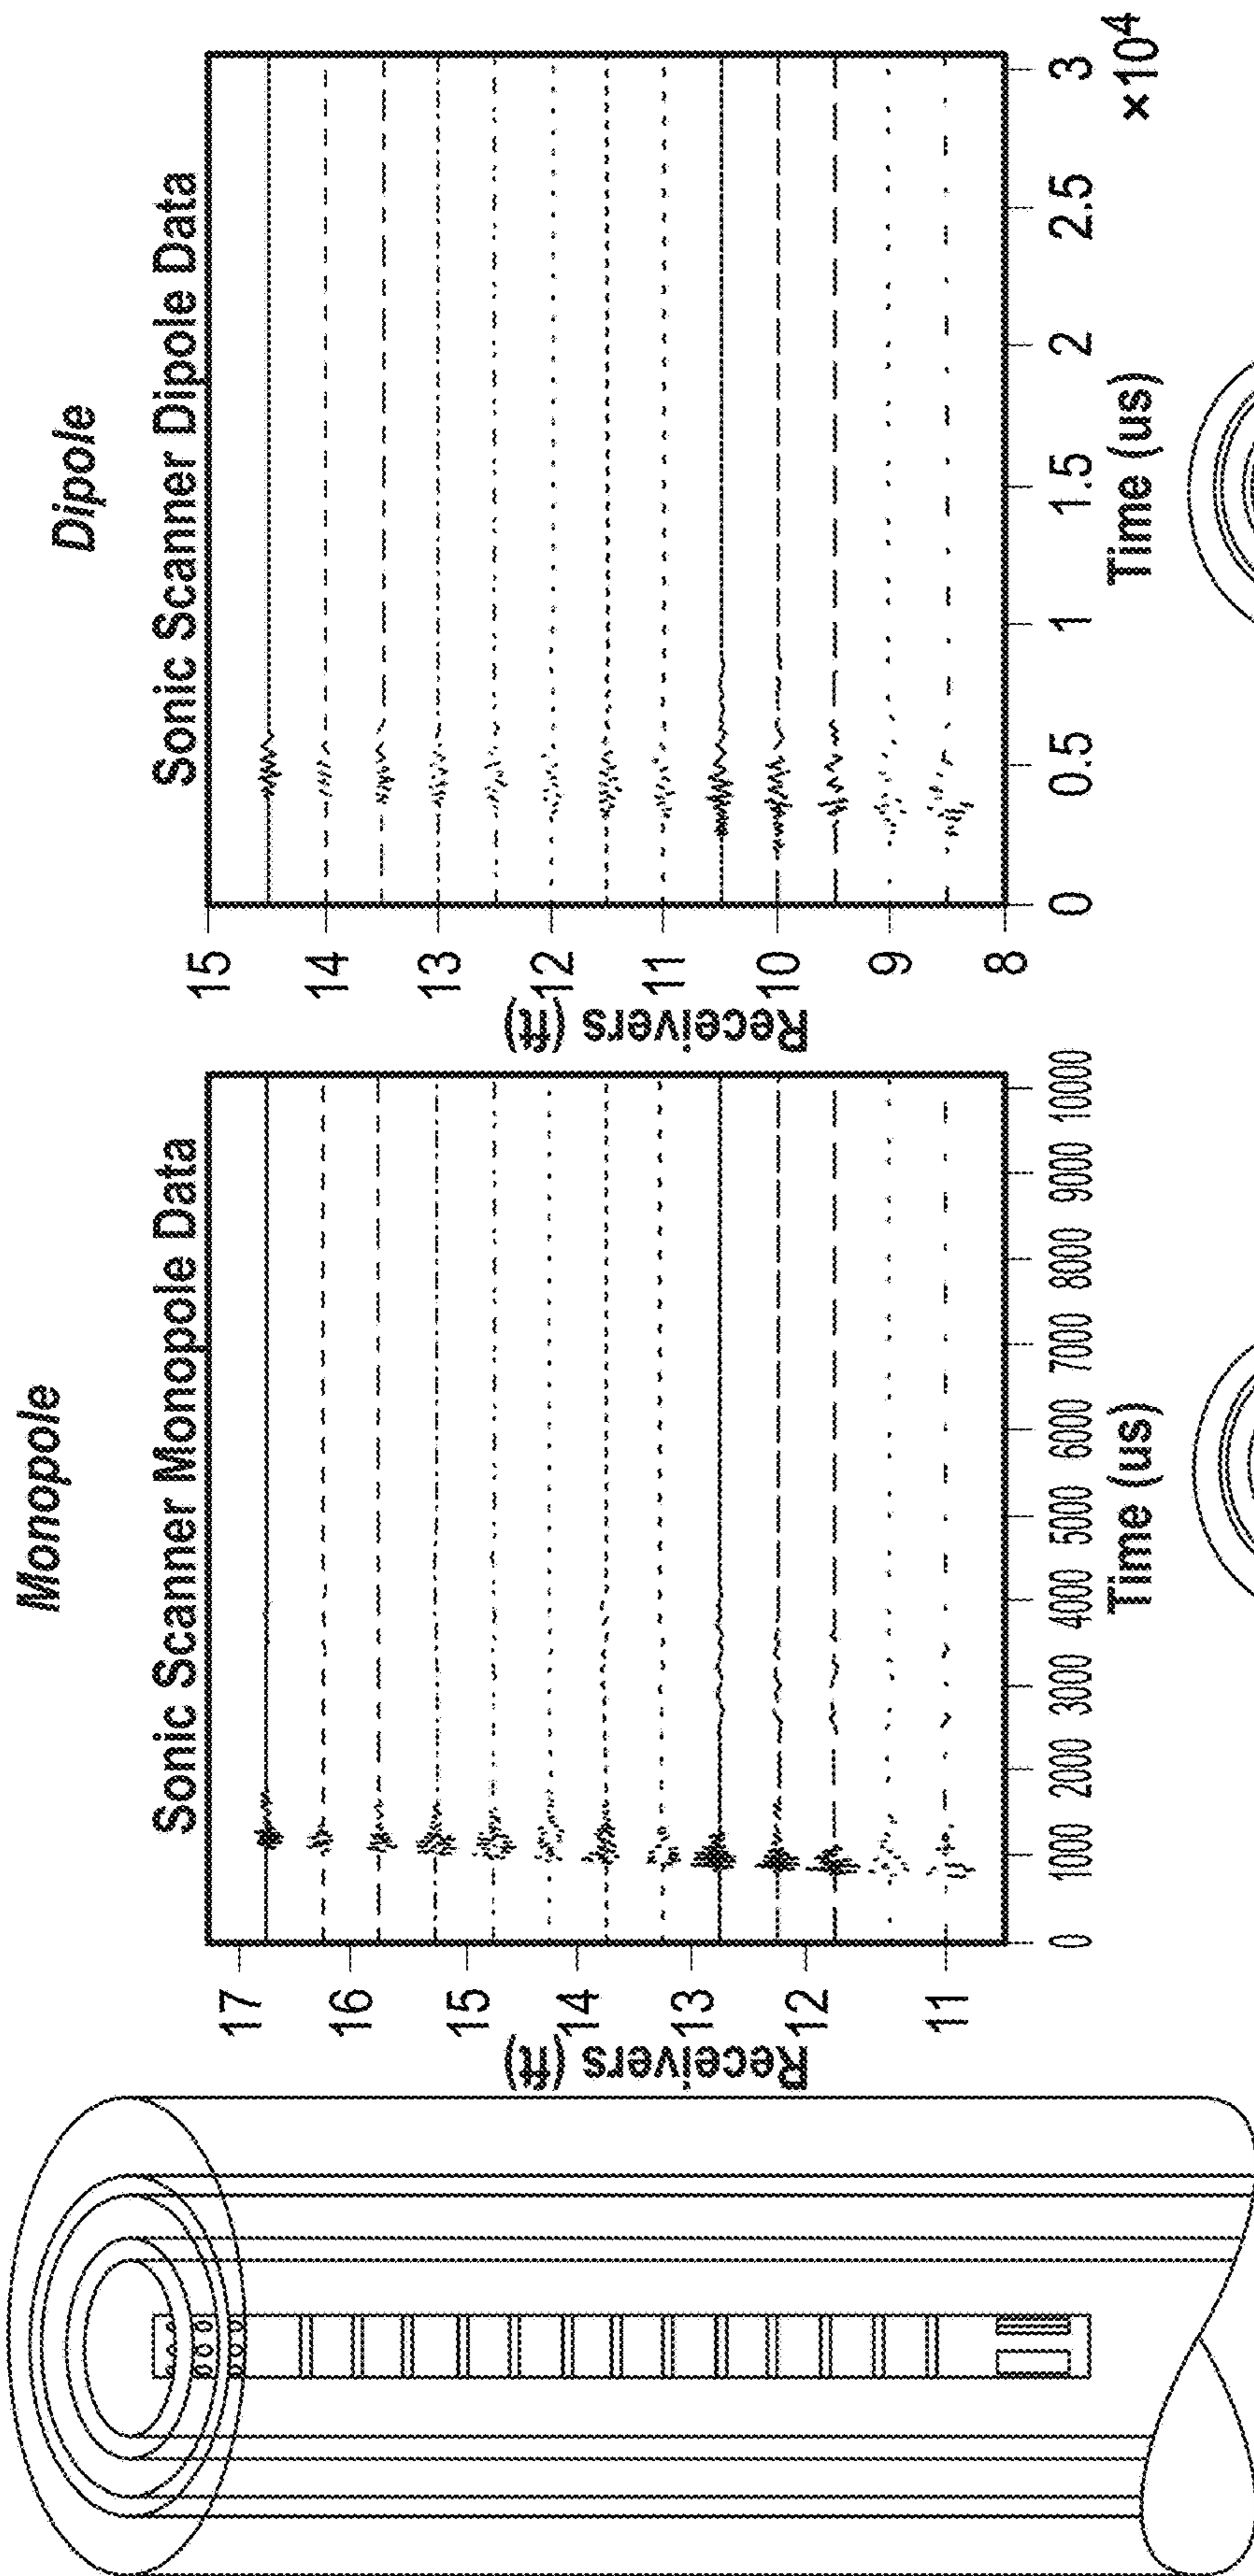 Monopole
Sonic Scanner Monopole Data
Receivers (ft)
17
16
15
14
13
12
11
0 1000 2000 3000 4000 5000 6000 7000 8000 9000 10000
Time (us)
Dipole
Sonic Scanner Dipole Data
Receivers (ft)
15
14
13
12
11
10
9
8
0 0.5 1 1.5 2 2.5 3
×10⁴
Time (us)